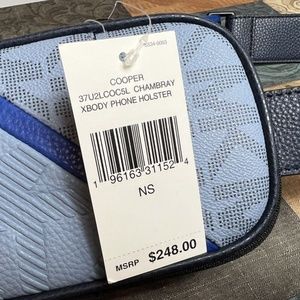 COOPER
37U2LCOC5L CHAMBRAY
XBODY PHONE HOLSTER
1 96163 31152 4
NS
MSRP $248.00